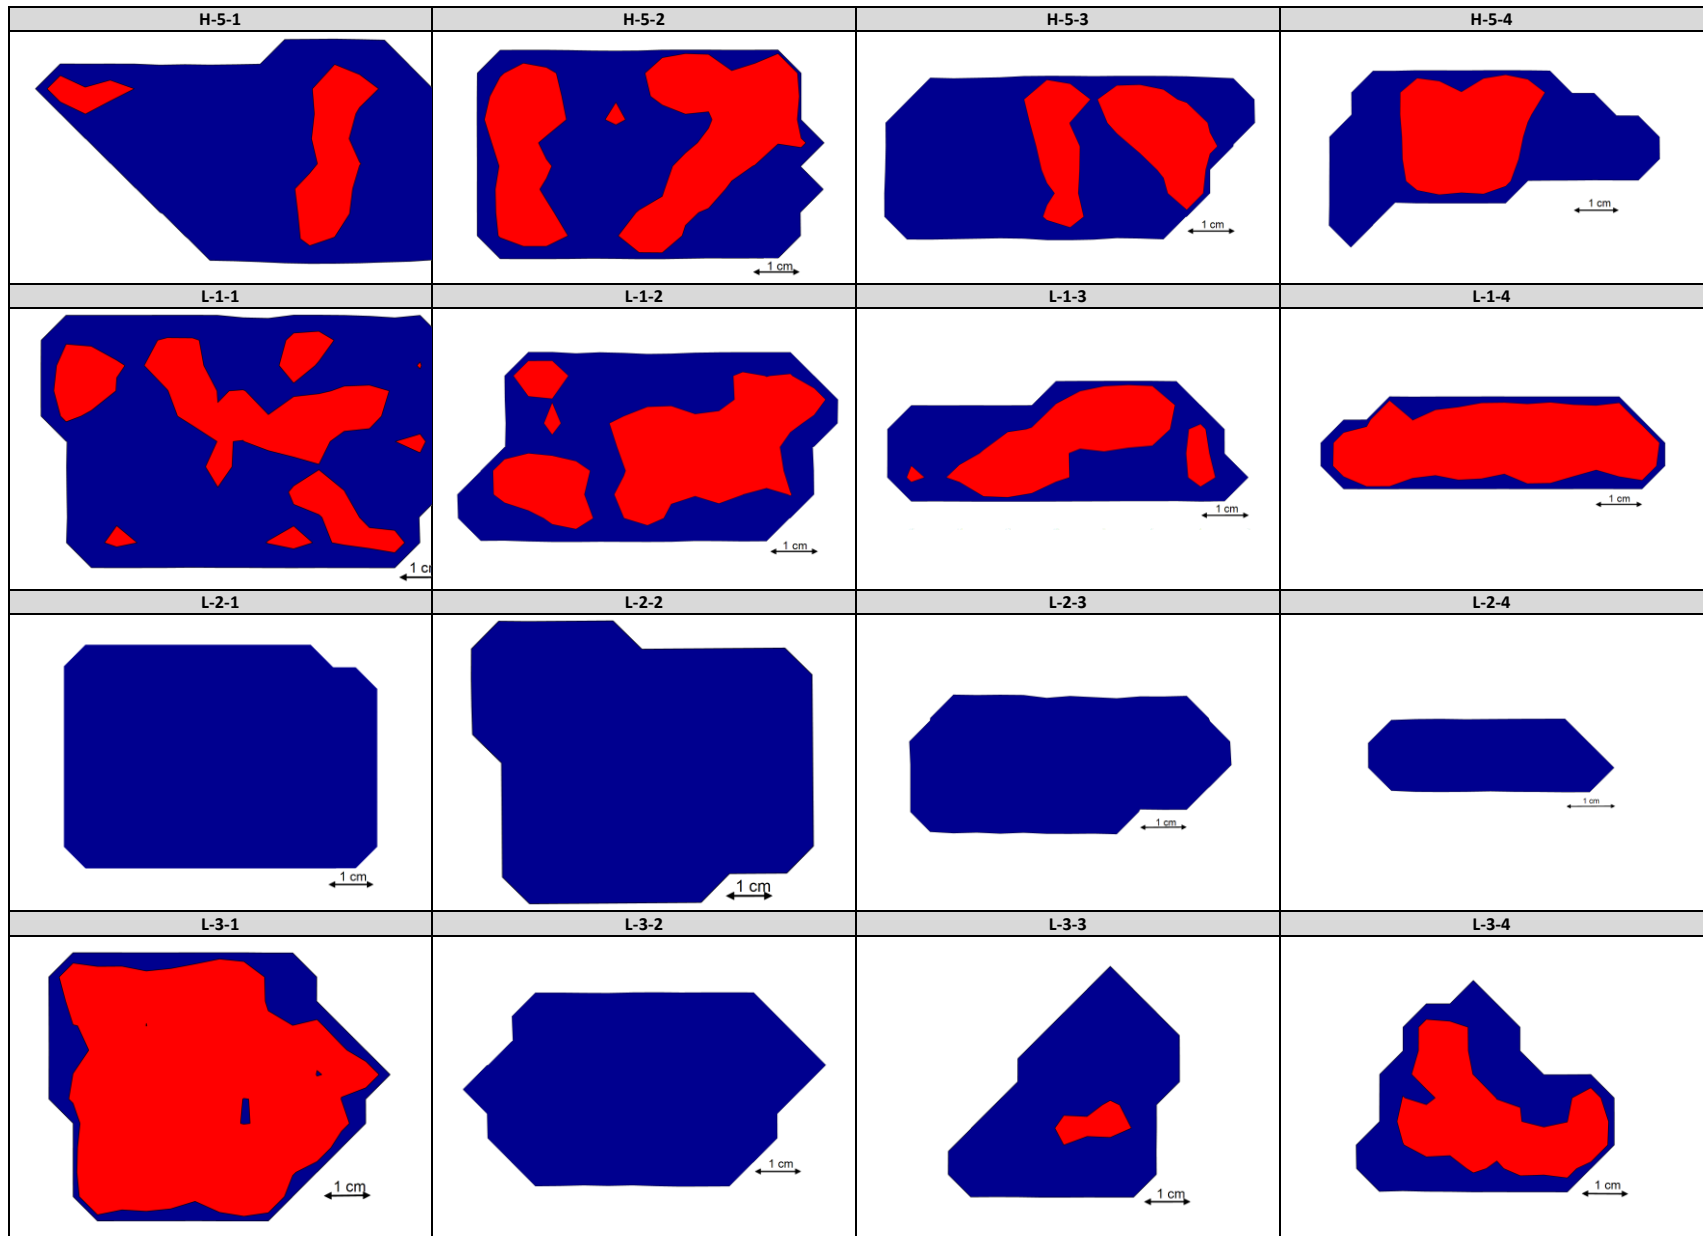 H-5-1 H-5-2 H-5-3 H-5-4
1 cm 1 cm 1 cm
L-1-1 L-1-2 L-1-3 L-1-4
1 c 1 cm 1 cm 1 cm
L-2-1 L-2-2 L-2-3 L-2-4
1 cm 1 cm 1 cm 1 cm
L-3-1 L-3-2 L-3-3 L-3-4
1 cm 1 cm 1 cm 1 cm